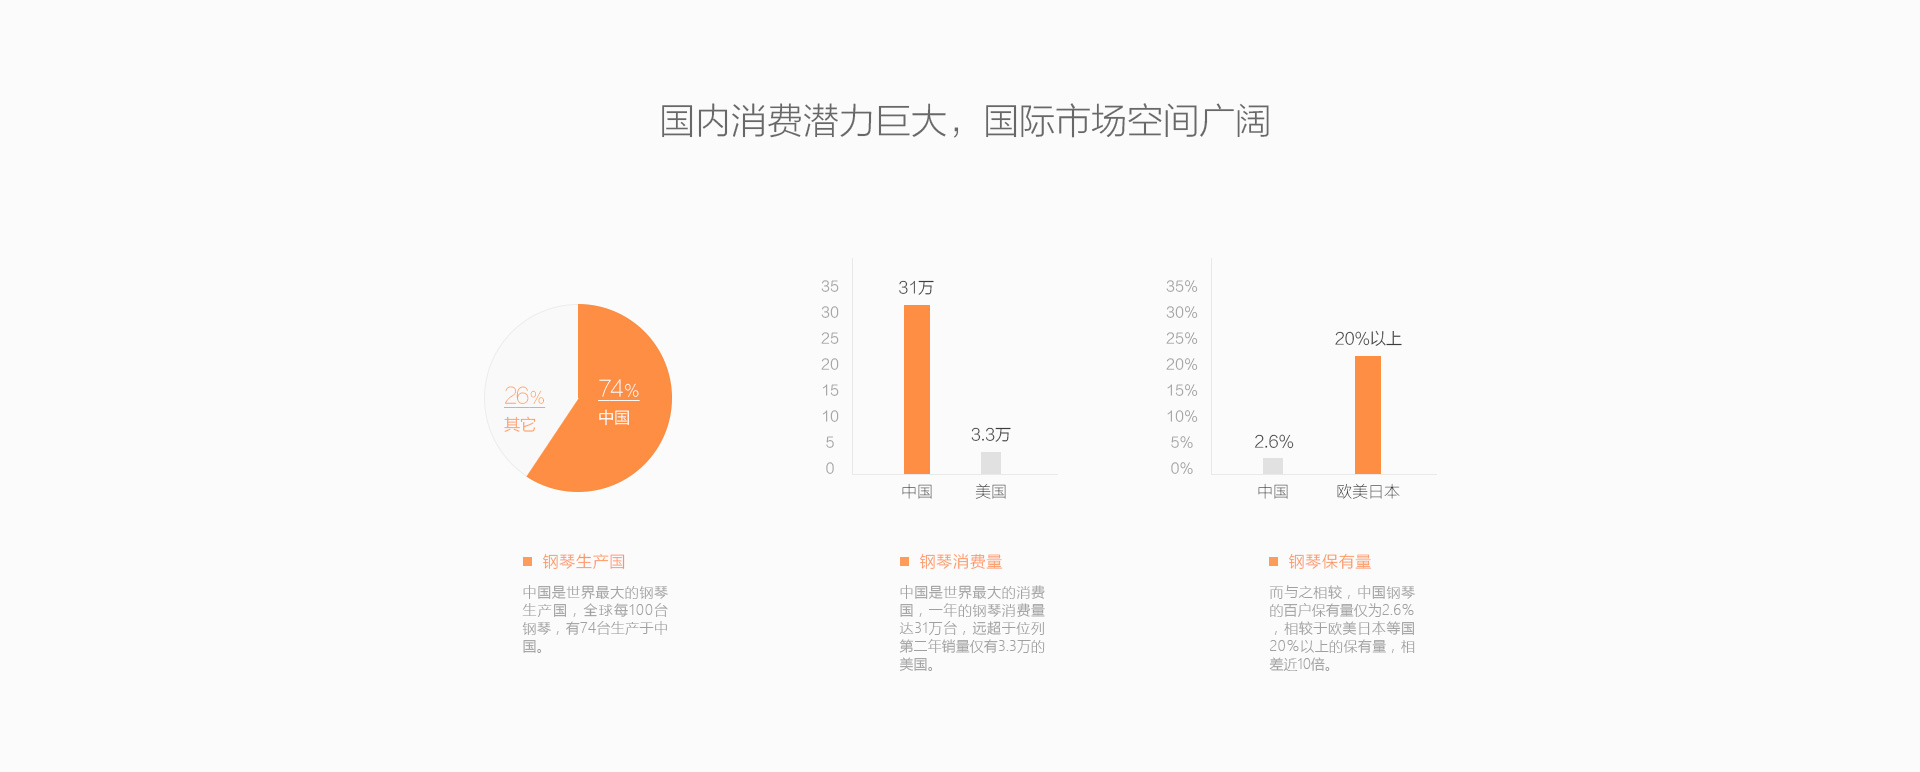 国内消费潜力巨大，国际市场空间广阔
26%
其它
74%
中国
35
30
25
20
15
10
5
0
31万
3.3万
中国
美国
35%
30%
25%
20%
15%
10%
5%
0%
2.6%
20%以上
中国
欧美日本
钢琴生产国
中国是世界最大的钢琴
生产国，全球每100台
钢琴，有74台生产于中
国。
钢琴消费量
中国是世界最大的消费
国，一年的钢琴消费量
达31万台，远超于位列
第二年销量仅有3.3万的
美国。
钢琴保有量
而与之相较，中国钢琴
的百户保有量仅为2.6%
，相较于欧美日本等国
20%以上的保有量，相
差近10倍。